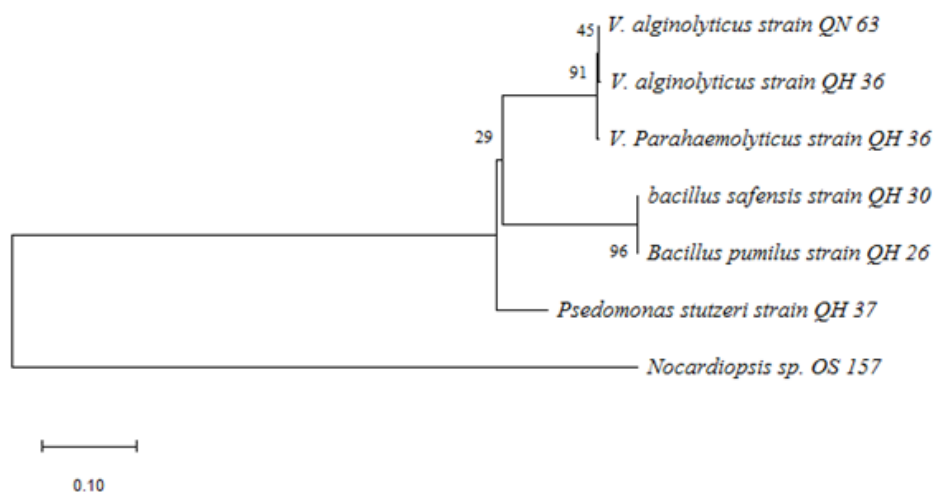 45
V. alginolyticus strain QN 63
91
V. alginolyticus strain QH 36
29
V. Parahaemolyticus strain QH 36
bacillus safensis strain QH 30
96
Bacillus pumilus strain QH 26
Psedomonas stutzeri strain QH 37
Nocardiopsis sp. OS 157
0.10